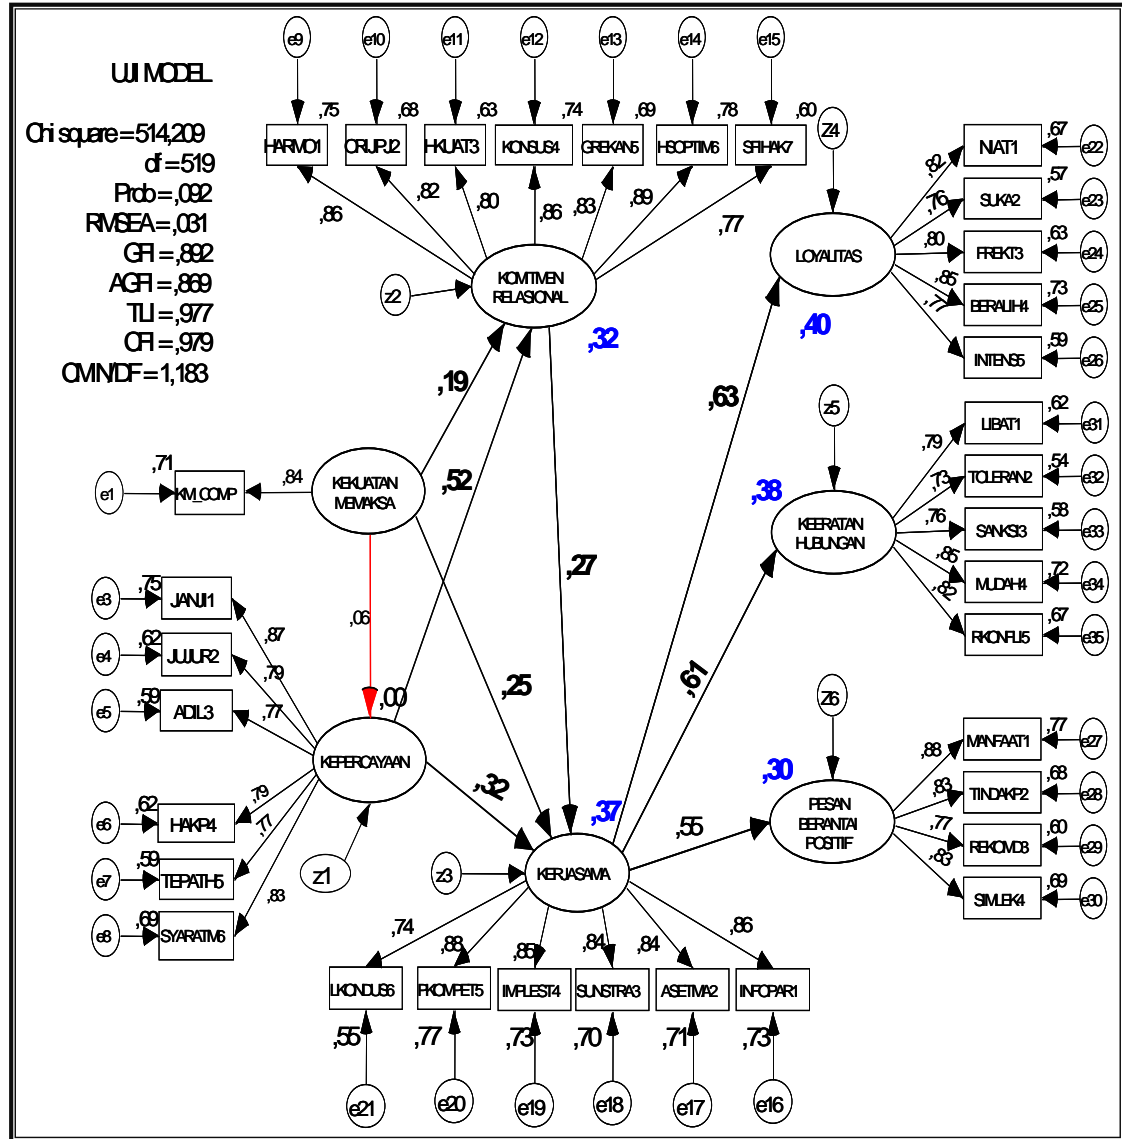 UJI MODEL
Chi square = 514,209
df = 519
Prob = ,092
RMSEA = ,031
GFI = ,892
AGFI = ,869
TLI = ,977
CFI = ,979
CMIN/DF = 1,183
e9 e10 e11 e12 e13 e14 e15
,75 ,68 ,63 ,74 ,69 ,78 ,60
HARMO1 ORIJPJ2 HKUAT3 KONSUS4 GREKAN5 HSOPTIM6 SFIHAK7
,86 ,82 ,80 ,86 ,83 ,89 ,77
z2
KOMITMEN
RELASIONAL
,32
Z4
LOYALITAS
,40
,82 ,76 ,80 ,85 ,77
NIAT1 ,67 e22
SUKA2 ,57 e23
FREKT3 ,63 e24
BERALIH4 ,73 e25
INTENS5 ,59 e26
,19
,52
,27
,63
e1 ,71 KM_COMP ,84
KEKUATAN
MEMAKSA
,06
,25
,61
z5
,38
KEERATAN
HUBUNGAN
,79 ,73 ,76 ,85 ,82
LIBAT1 ,62 e31
TOLERAN2 ,54 e32
SANKSI3 ,58 e33
MUDAH4 ,72 e34
RKONFLI5 ,67 e35
e3 ,75 JANJI1 ,87
e4 ,62 JUJUR2 ,79
e5 ,59 ADIL3 ,77
,00
KEPERCAYAAN
e6 ,62 HAKP4 ,79
e7 ,59 TEPATH5 ,77
e8 ,69 SYARATM6 ,83
z1
,32
,37
z3
KERJASAMA
,55
Z6
,30
PESAN
BERANTAI
POSITIF
,88 ,83 ,77 ,83
MANFAAT1 ,77 e27
TINDAKP2 ,68 e28
REKOMD3 ,60 e29
SIMLEK4 ,69 e30
,74 ,88 ,85 ,84 ,84 ,86
LKONDUS6 PKOMPET5 IMPLEST4 SUNSTRA3 ASETMA2 INFOPAR1
,55 ,77 ,73 ,70 ,71 ,73
e21 e20 e19 e18 e17 e16